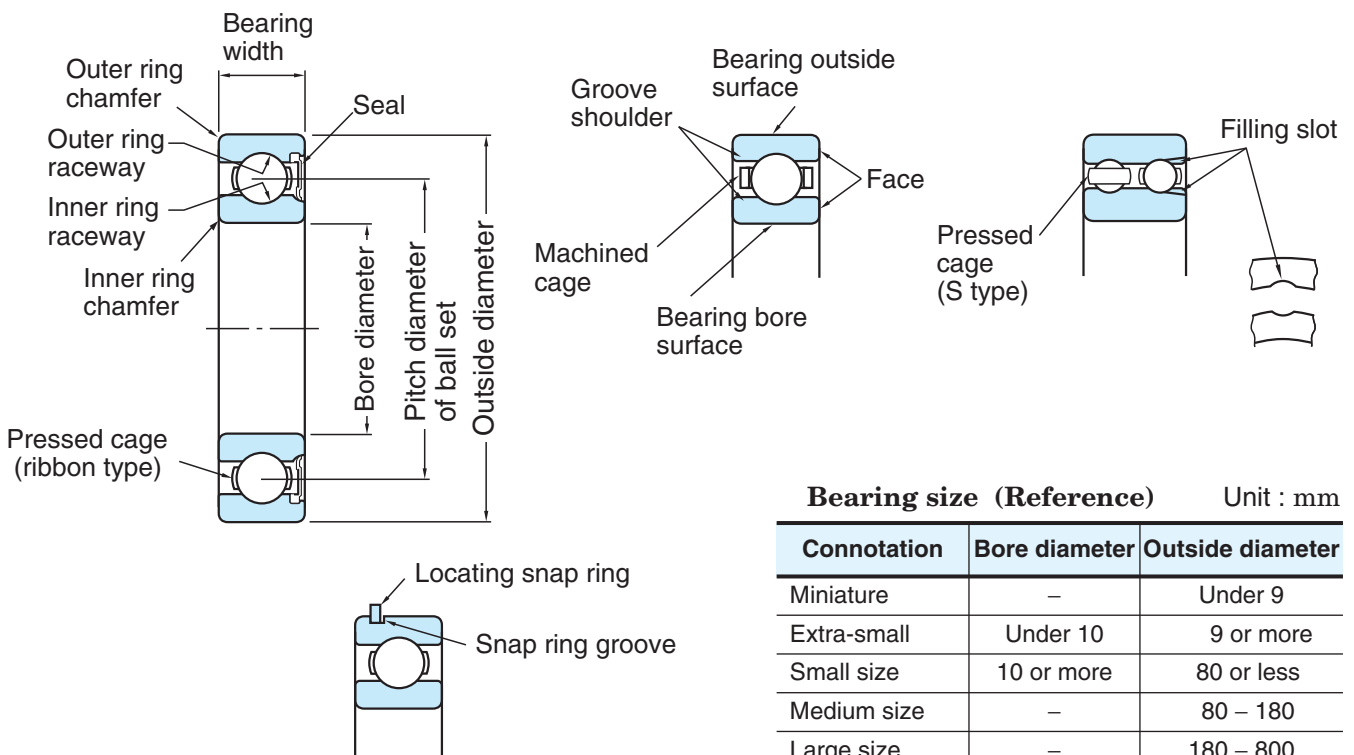 Bearing
width
Outer ring
chamfer
Seal
Outer ring
raceway
Inner ring
raceway
Inner ring
chamfer
Bore diameter
Pitch diameter
of ball set
Outside diameter
Pressed cage
(ribbon type)
Bearing outside
surface
Groove
shoulder
Face
Machined
cage
Bearing bore
surface
Filling slot
Pressed
cage
(S type)
Locating snap ring
Snap ring groove
Bearing size (Reference) Unit : mm
Connotation Bore diameter Outside diameter
Miniature – Under 9
Extra-small Under 10 9 or more
Small size 10 or more 80 or less
Medium size – 80 – 180
Large size – 180 – 800